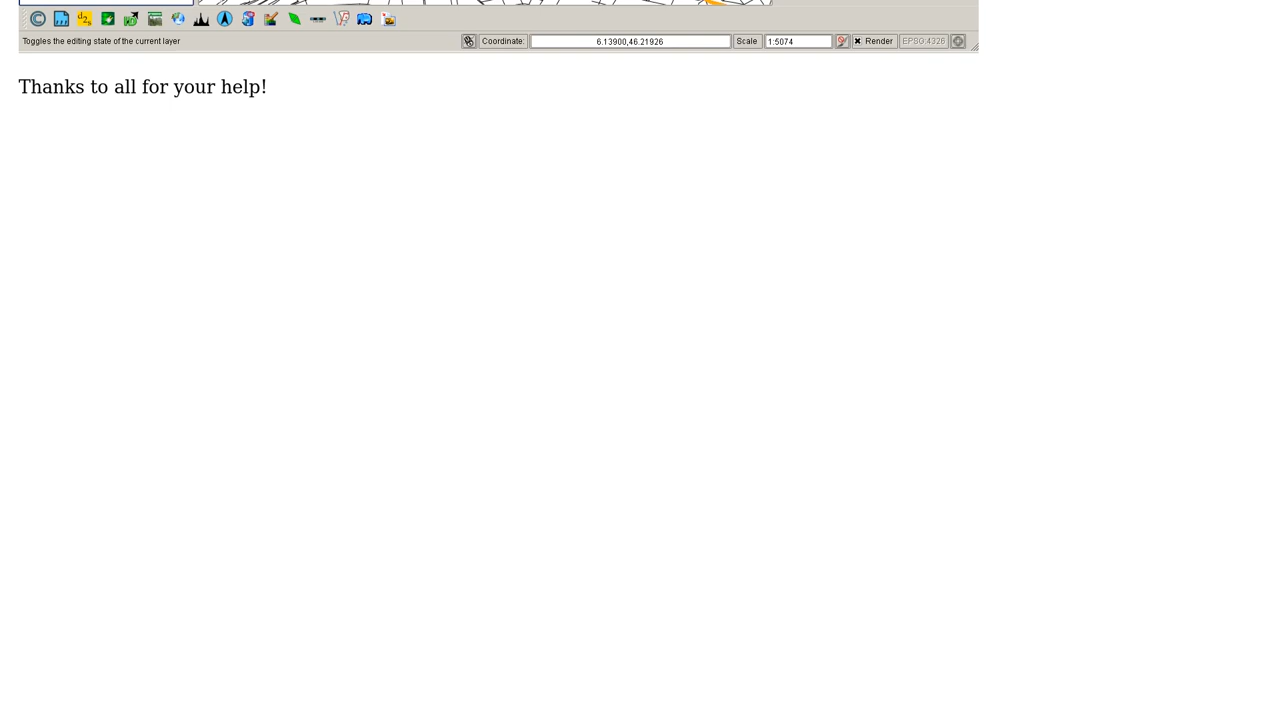 Toggles the editing state of the current layer Coordinate: 6.13900,46.21926 Scale 1:5074 Render EPSG:4326
Thanks to all for your help!